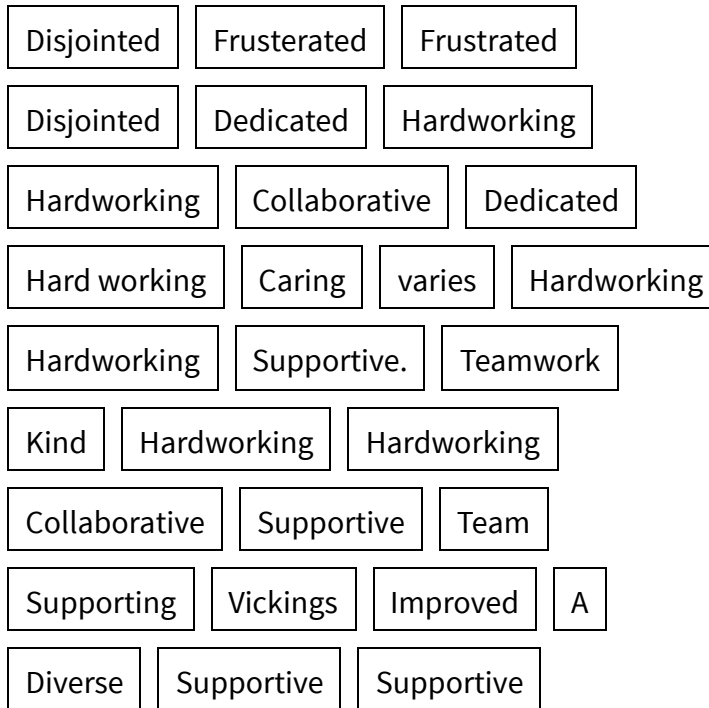 Disjointed Frusterated Frustrated
Disjointed Dedicated Hardworking
Hardworking Collaborative Dedicated
Hard working Caring varies Hardworking
Hardworking Supportive. Teamwork
Kind Hardworking Hardworking
Collaborative Supportive Team
Supporting Vickings Improved A
Diverse Supportive Supportive